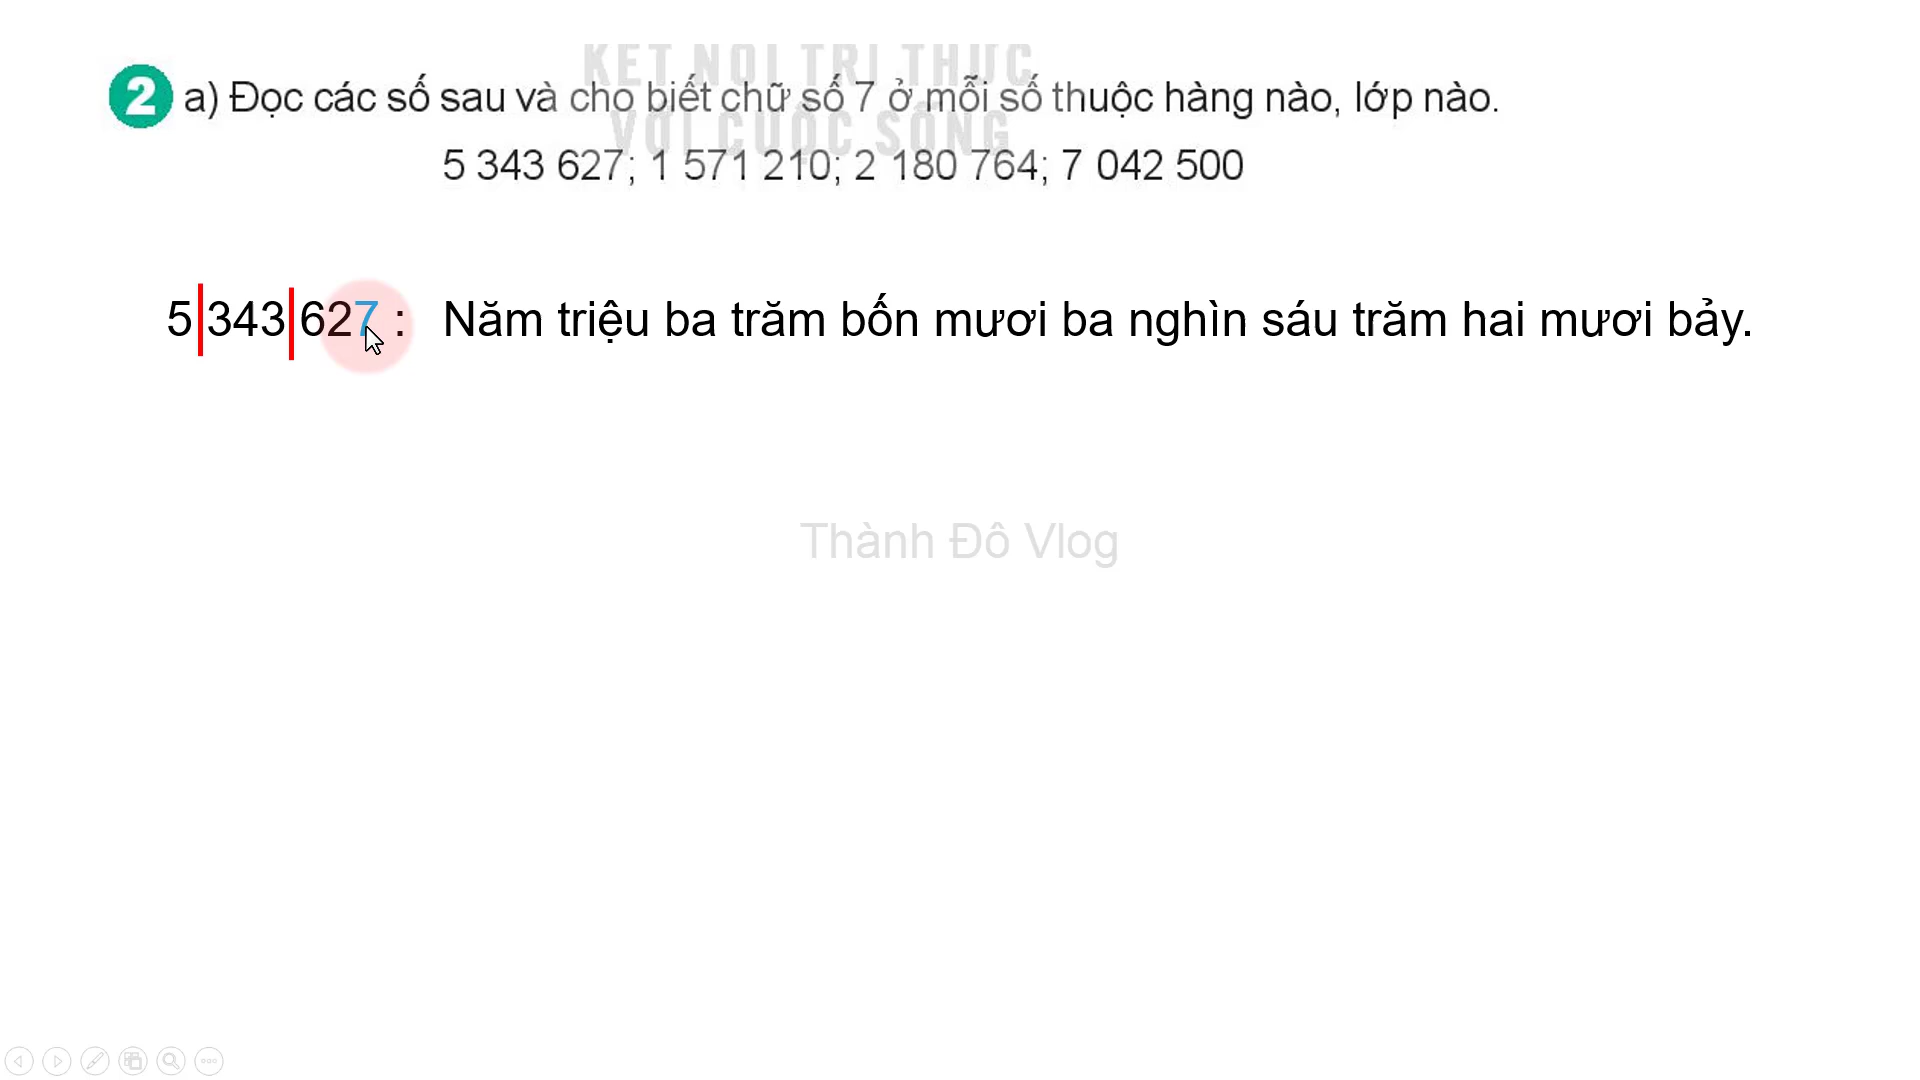 KẾT NỐI TRI THỨC
VỚI CUỘC SỐNG
2 a) Đọc các số sau và cho biết chữ số 7 ở mỗi số thuộc hàng nào, lớp nào.
5 343 627; 1 571 210; 2 180 764; 7 042 500
5 343 627 : Năm triệu ba trăm bốn mươi ba nghìn sáu trăm hai mươi bảy.
Thành Đô Vlog